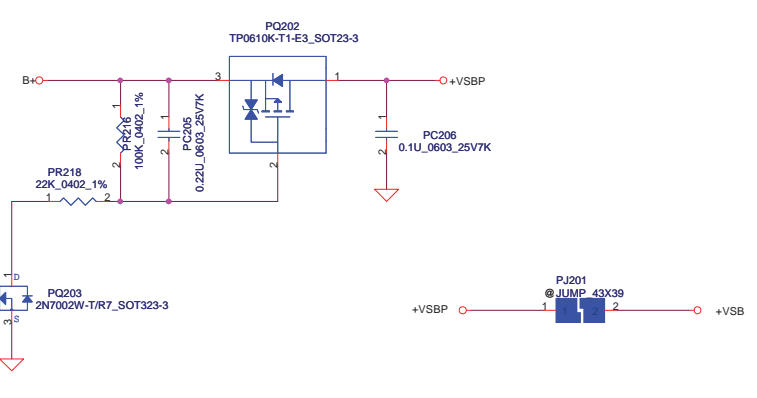 PQ202
TP0610K-T1-E3_SOT23-3
B+
3
1
+VSBP
1
PR216
100K_0402_1%
2
1
PC205
0.22U_0603_25V7K
2
2
1
PC206
0.1U_0603_25V7K
2
PR218
22K_0402_1%
1
2
1
D
PQ203
2N7002W-T/R7_SOT323-3
S
3
PJ201
@JUMP_43X39
+VSBP
1
1
2
2
+VSB